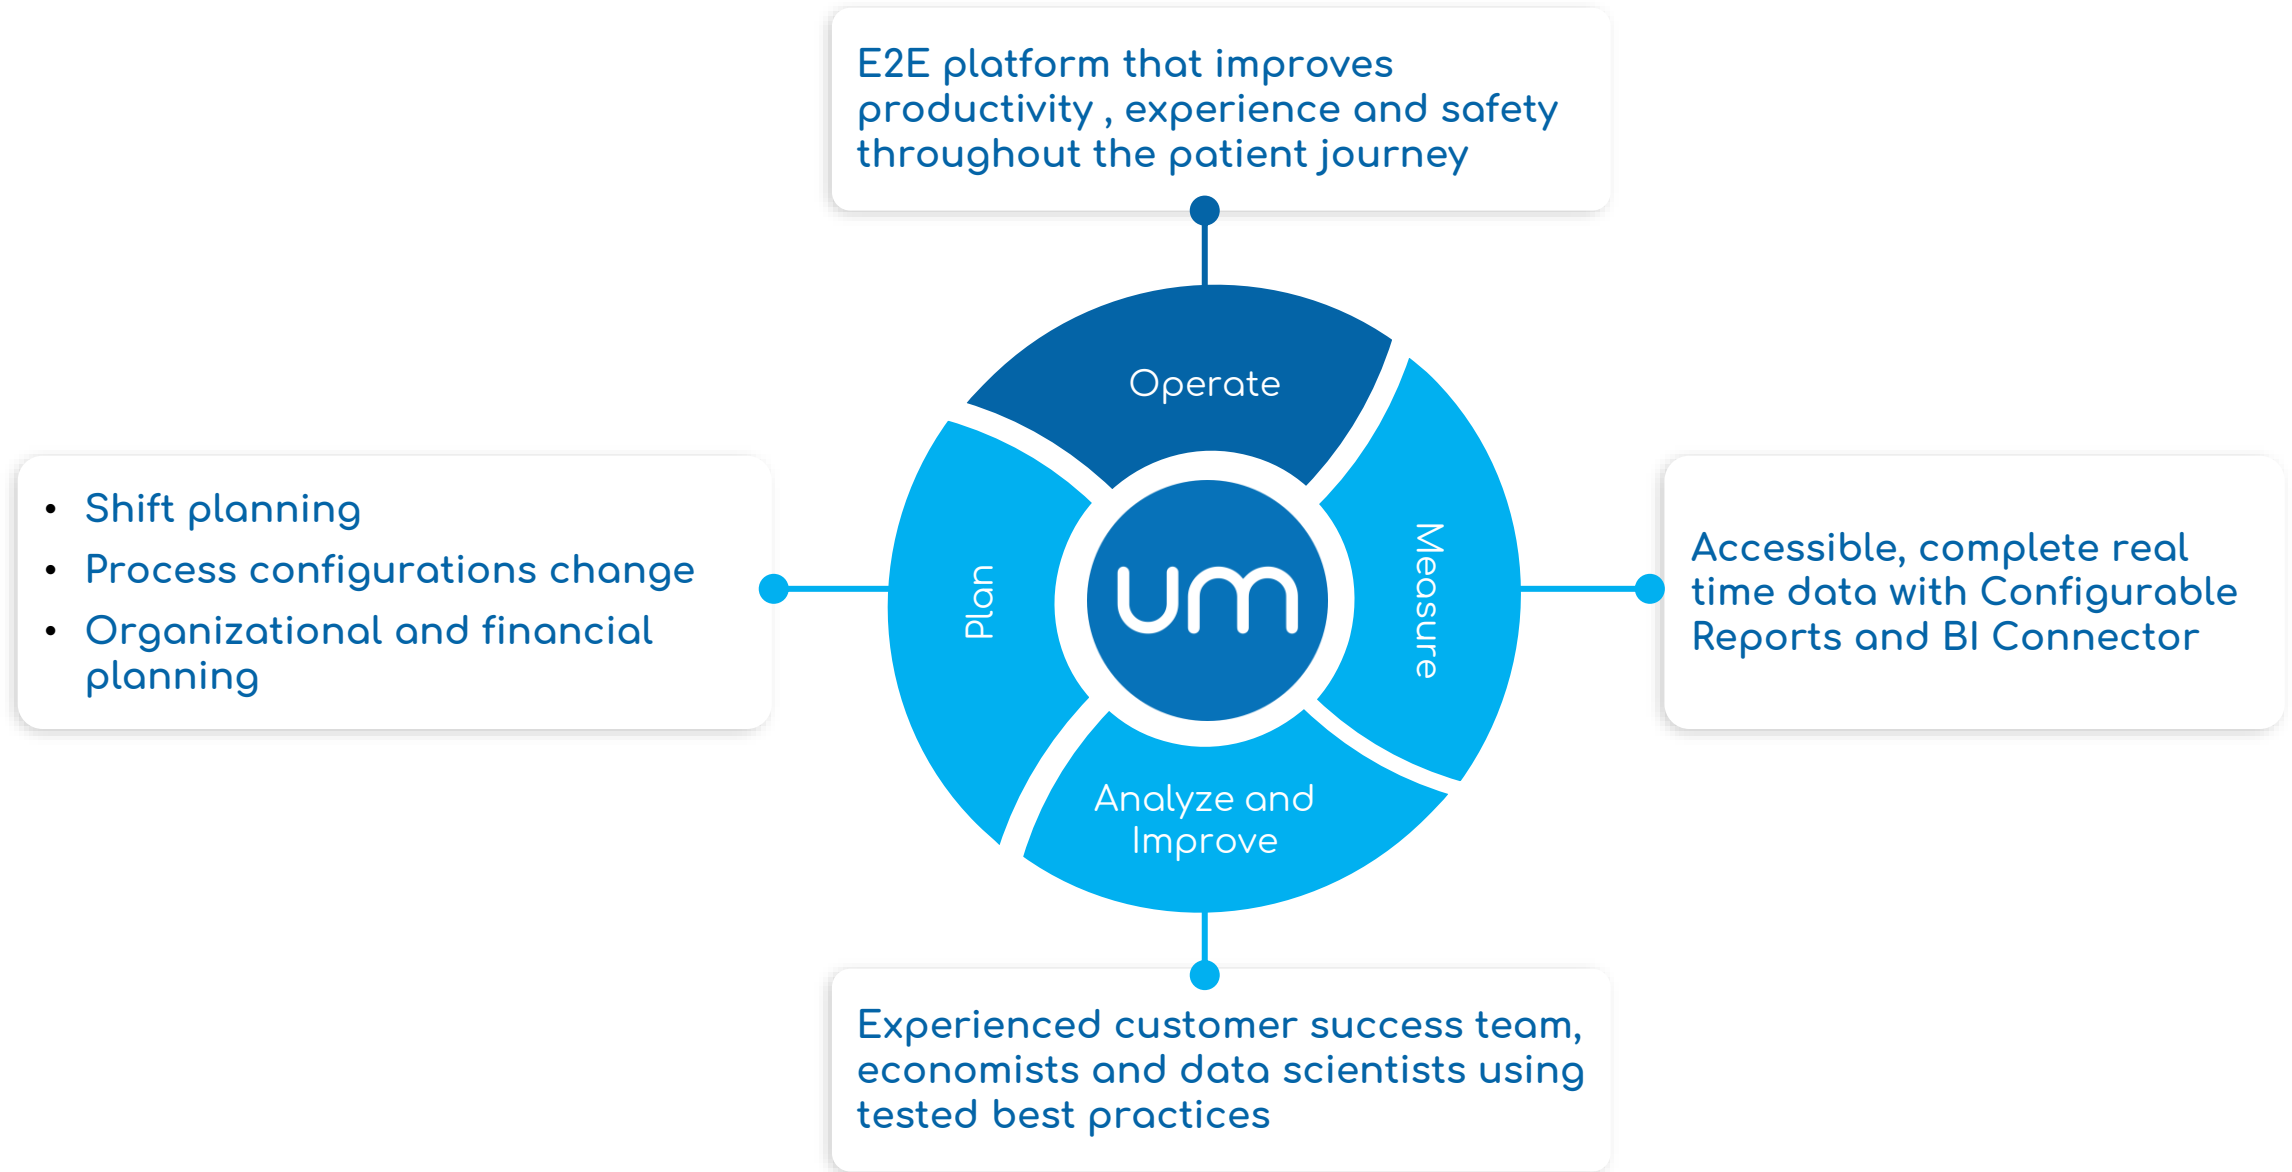 E2E platform that improves
productivity , experience and safety
throughout the patient journey
Operate
• Shift planning
• Process configurations change
• Organizational and financial
planning
Plan
um
Measure
Accessible, complete real
time data with Configurable
Reports and BI Connector
Analyze and
Improve
Experienced customer success team,
economists and data scientists using
tested best practices